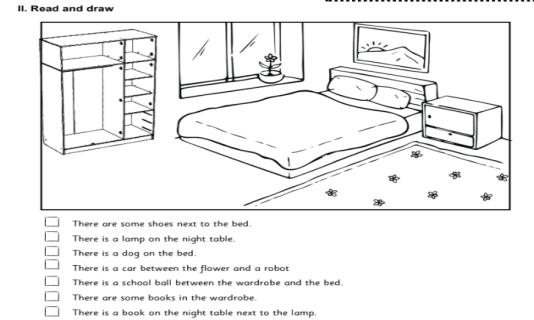 II. Read and draw
There are some shoes next to the bed.
There is a lamp on the night table.
There is a dog on the bed.
There is a car between the flower and a robot
There is a school ball between the wardrobe and the bed.
There are some books in the wardrobe.
There is a book on the night table next to the lamp.